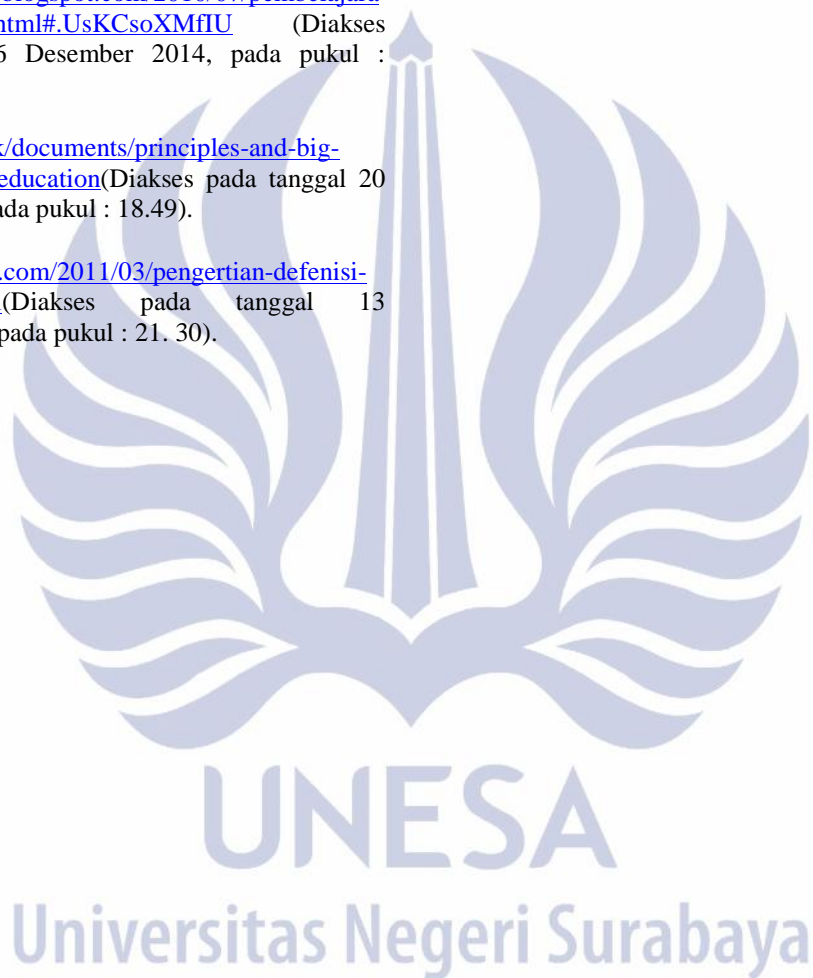 html#.UsKCsoXMfIU (Diakses
6 Desember 2014, pada pukul :
/documents/principles-and-big-
education(Diakses pada tanggal 20
pada pukul : 18.49).
.com/2011/03/pengertian-defenisi-
(Diakses pada tanggal 13
pada pukul : 21. 30).
UNESA
Universitas Negeri Surabaya